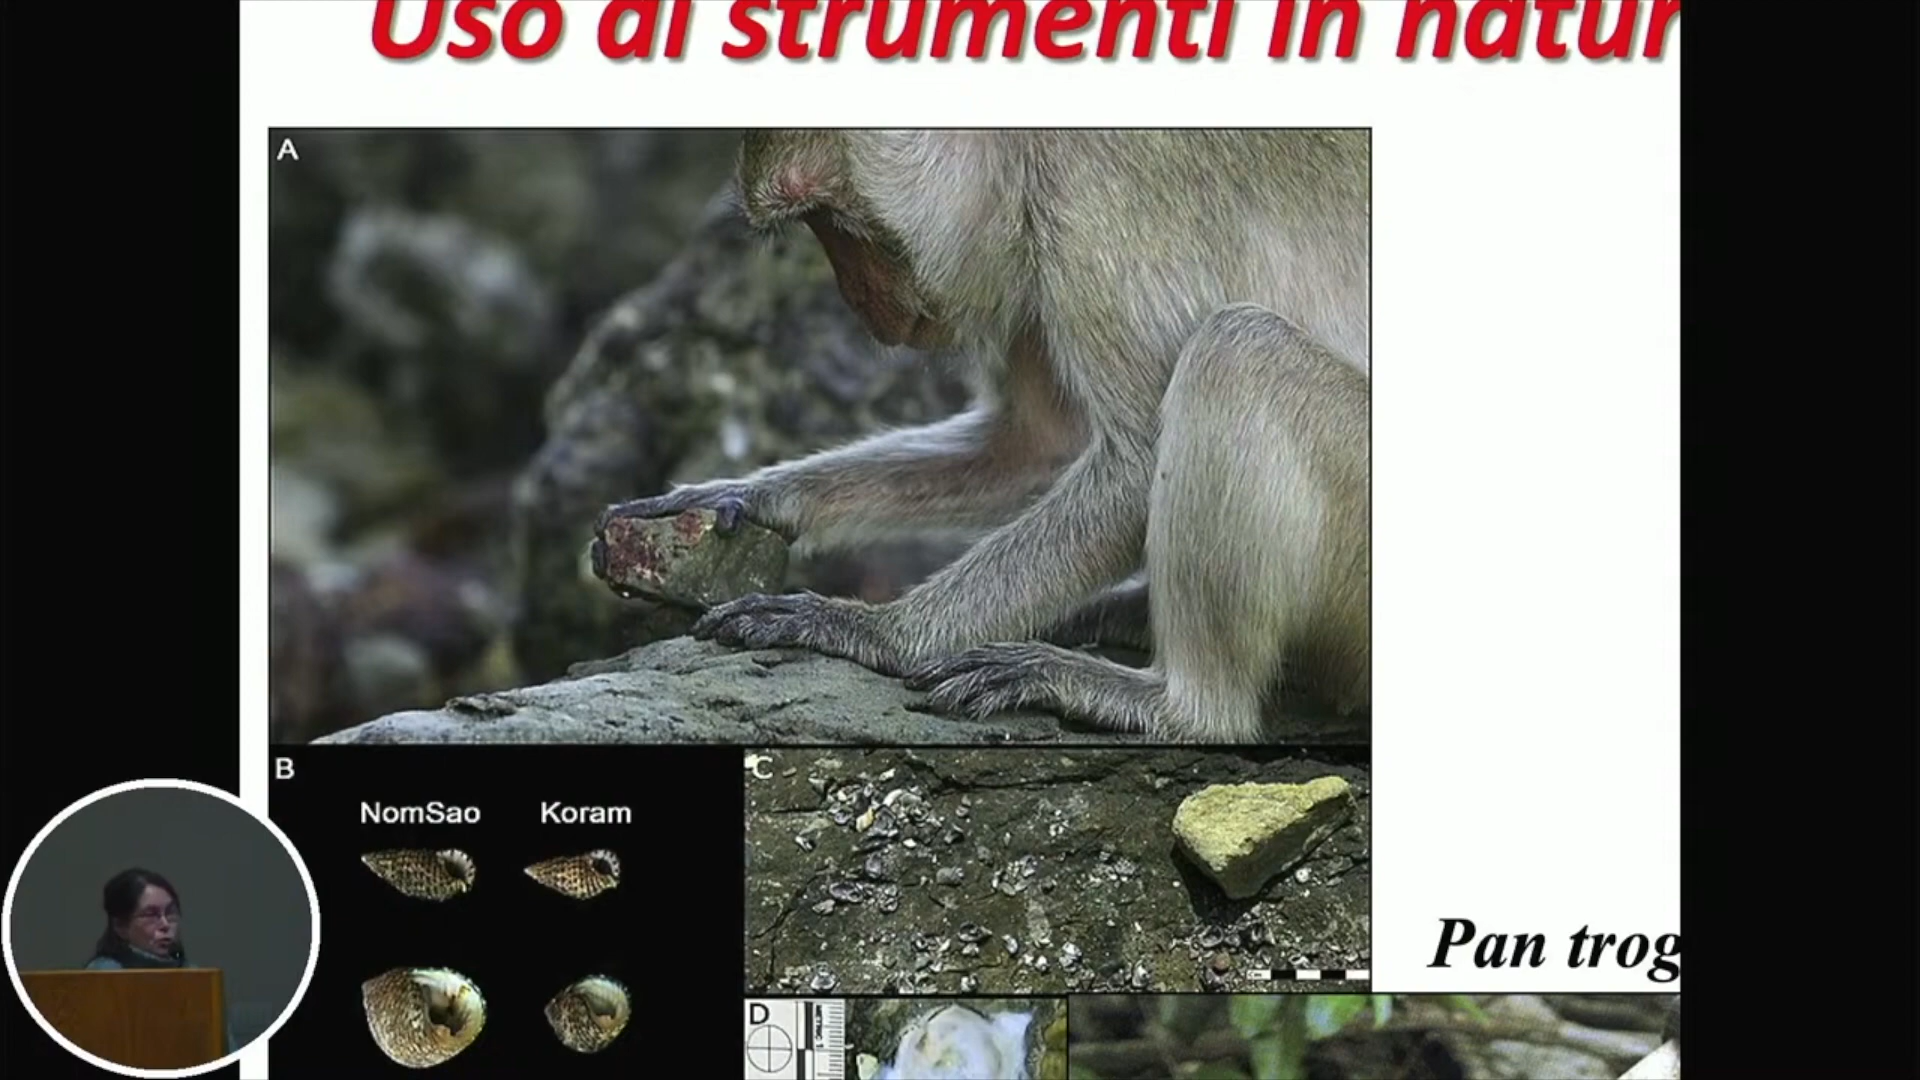 Uso di strumenti in natur
A
B
NomSao
Koram
C
Pan trog
D